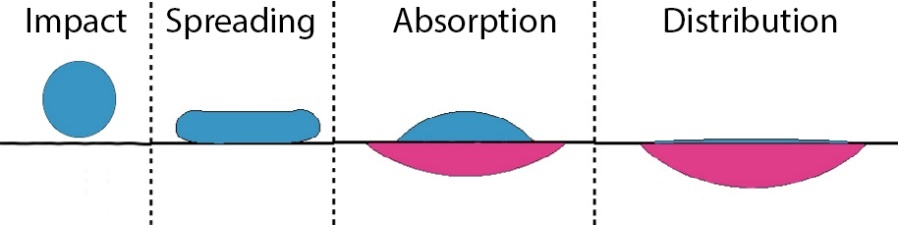 Impact
Spreading
Absorption
Distribution